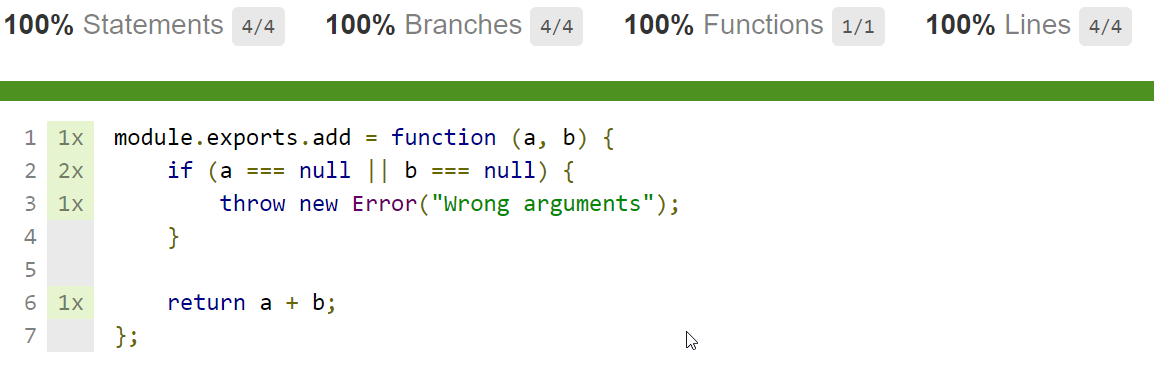 100% Statements 4/4 100% Branches 4/4 100% Functions 1/1 100% Lines 4/4
1 1x module.exports.add = function (a, b) {
2 2x     if (a === null || b === null) {
3 1x         throw new Error("Wrong arguments");
4     }
5
6 1x     return a + b;
7 };